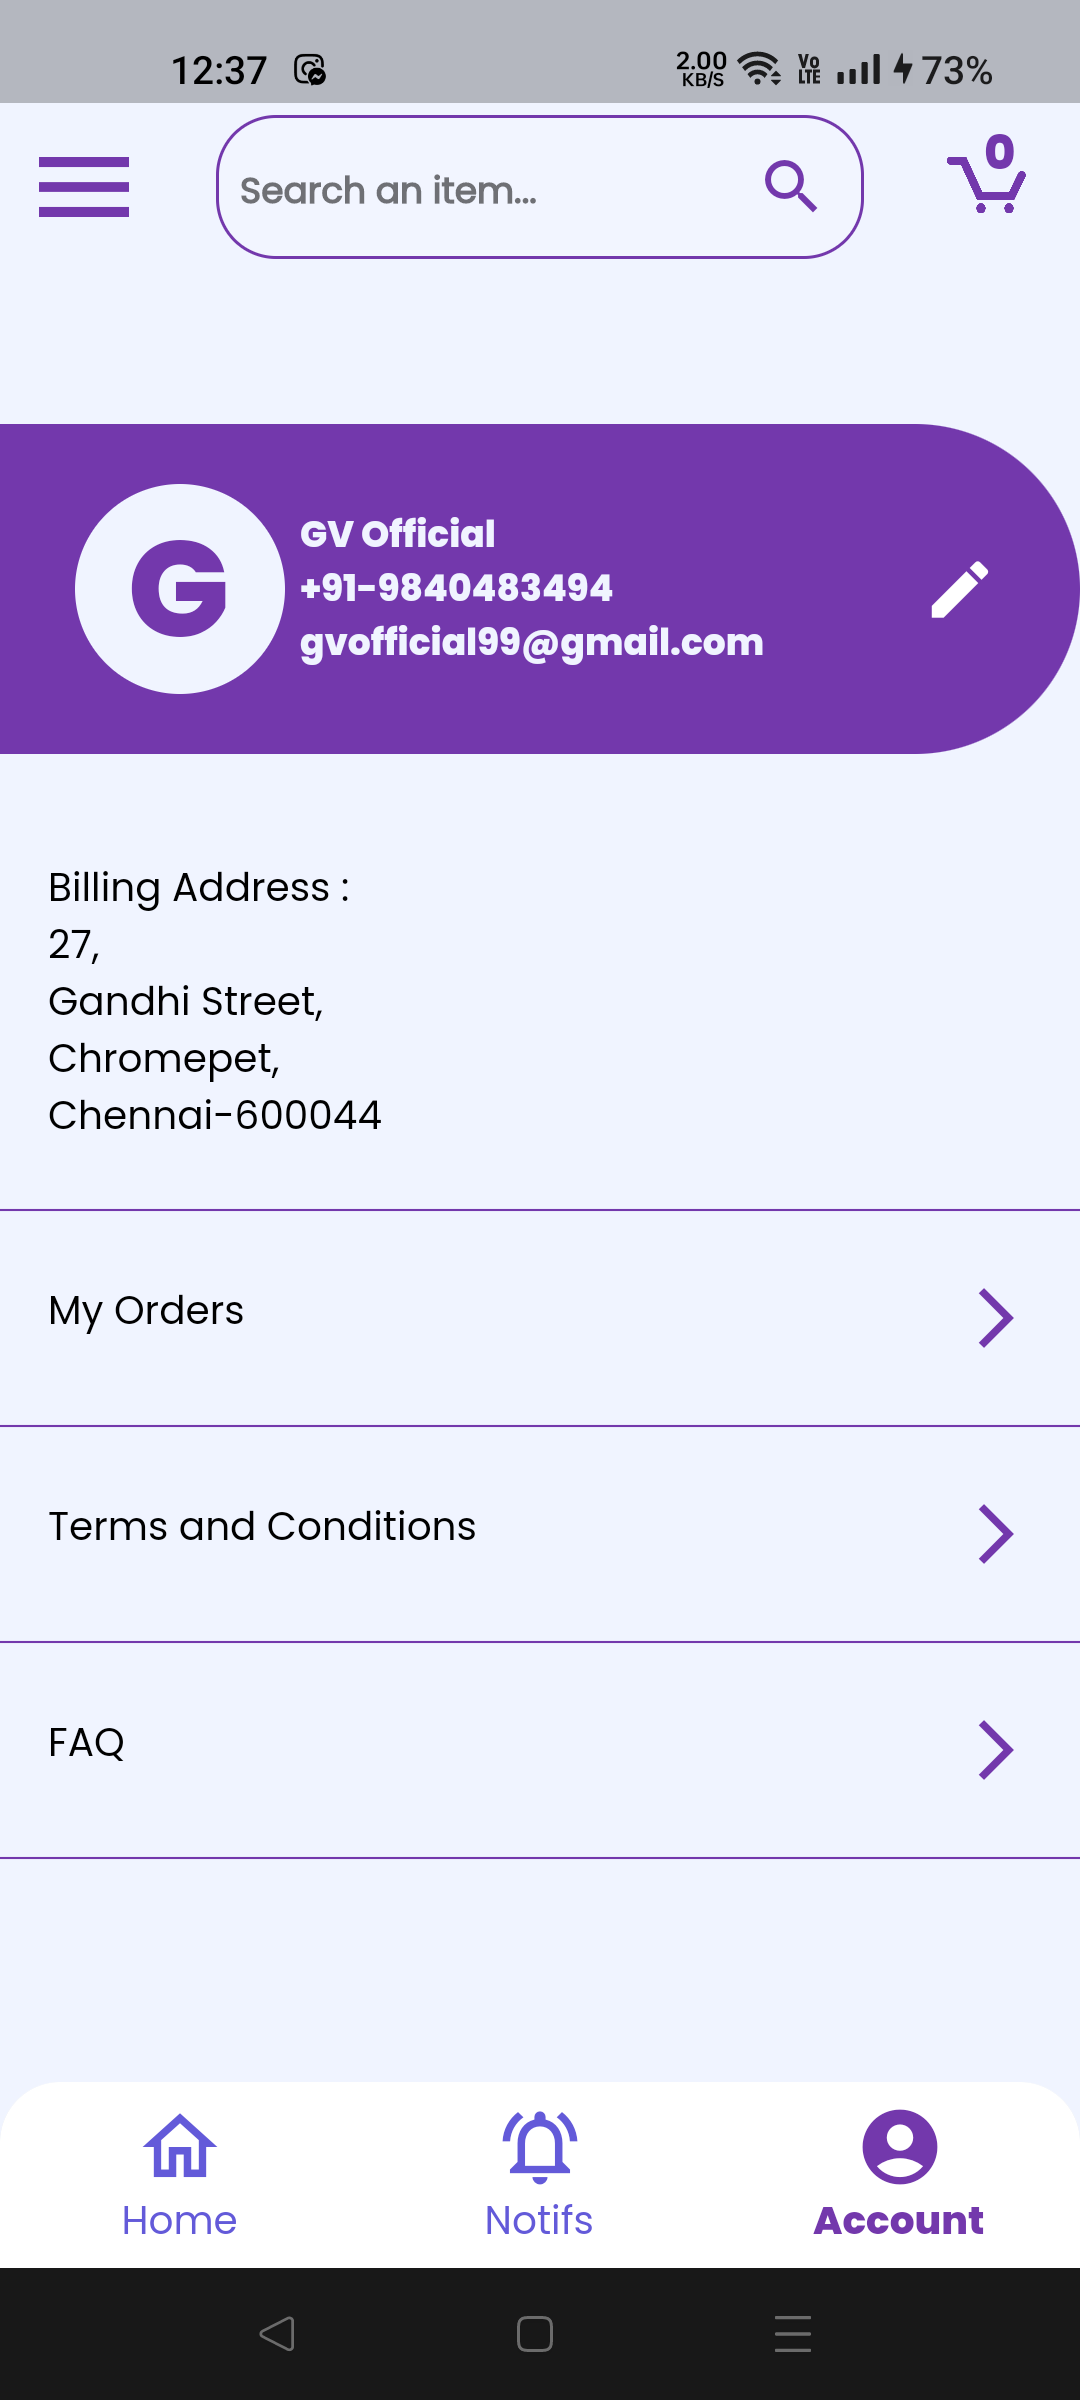 12:37
2.00 KB/S
Vo LTE
73%
Search an item...
0
G
GV Official
+91-9840483494
gvofficial99@gmail.com
Billing Address :
27,
Gandhi Street,
Chromepet,
Chennai-600044
My Orders
Terms and Conditions
FAQ
Home
Notifs
Account